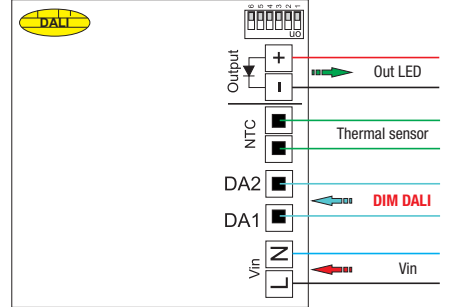 DALI
6 5 4 3 2 1
UO
Output
+
-
Out LED
NTC
Thermal sensor
DA2
DIM DALI
DA1
Vin
N
L
Vin